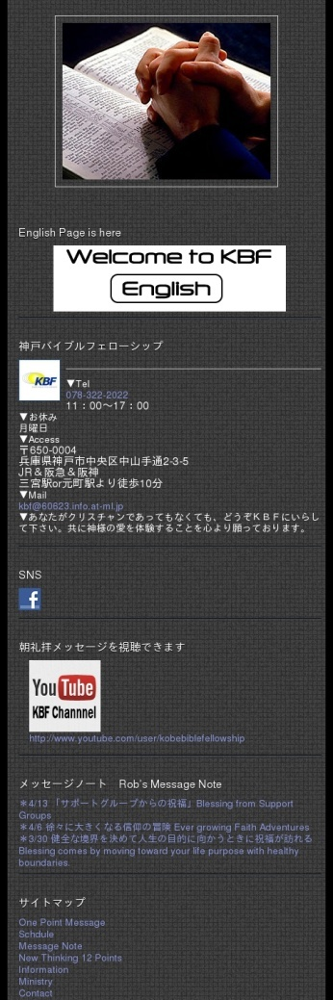 English Page is here
Welcome to KBF
English
神戸バイブルフェローシップ
KBF
▼Tel
078-322-2022
11：00～17：00
▼お休み
月曜日
▼Access
〒650-0004
兵庫県神戸市中央区中山手通2-3-5
JR＆阪急＆阪神
三宮駅or元町駅より徒歩10分
▼Mail
kbf@60623.info.at-ml.jp
▼あなたがクリスチャンであってもなくても、どうぞＫＢＦにいらし
て下さい。共に神様の愛を体験することを心より願っております。
SNS
f
朝礼拝メッセージを視聴できます
You Tube
KBF Channnel
http://www.youtube.com/user/kobebiblefellowship
メッセージノート　Rob's Message Note
＊4/13 「サポートグループからの祝福」Blessing from Support
Groups
＊4/6 徐々に大きくなる信仰の冒険 Ever growing Faith Adventures
＊3/30 健全な境界を決めて人生の目的に向かうときに祝福が訪れる
Blessing comes by moving toward your life purpose with healthy
boundaries.
サイトマップ
One Point Message
Schdule
Message Note
New Thinking 12 Points
Information
Ministry
Contact